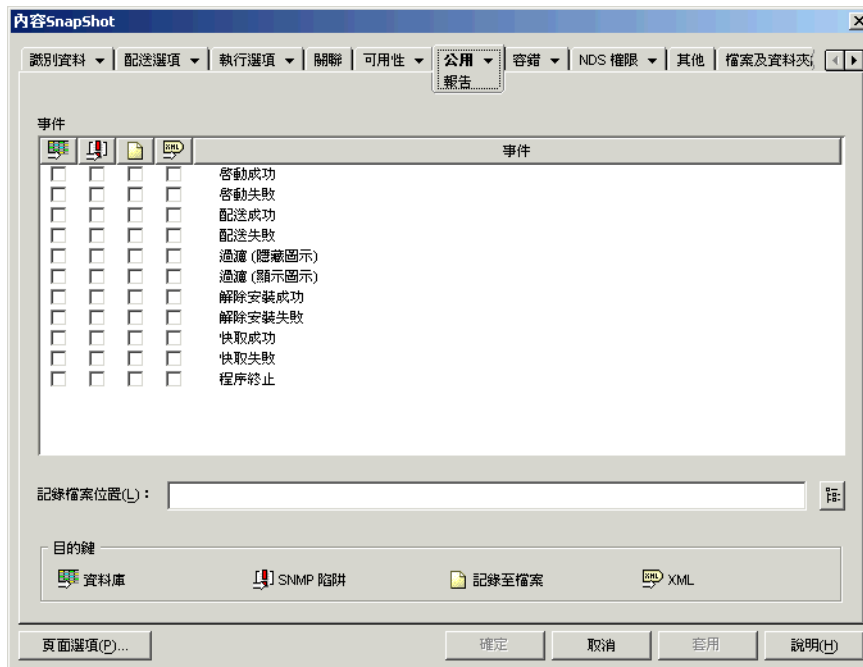 內容SnapShot
識別資料 配送選項 執行選項 關聯 可用性 公用 容錯 NDS 權限 其他 檔案及資料夾
報告
事件
事件
啓動成功
啓動失敗
配送成功
配送失敗
過濾 (隱藏圖示)
過濾 (顯示圖示)
解除安裝成功
解除安裝失敗
快取成功
快取失敗
程序終止
記錄檔案位置(L)：
目的鍵
資料庫 SNMP 陷阱 記錄至檔案 XML
頁面選項(P)... 確定 取消 套用 說明(H)